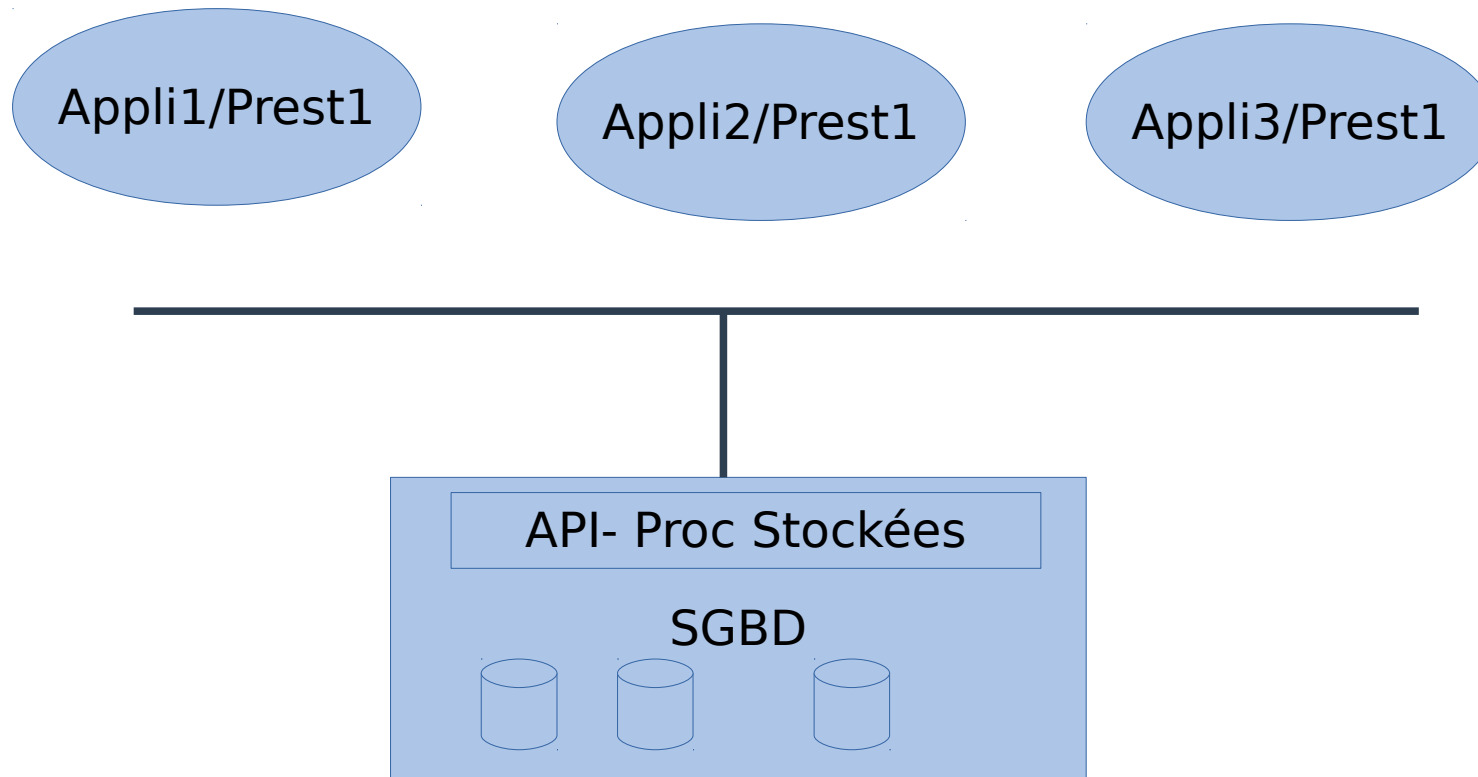 Appli1/Prest1
Appli2/Prest1
Appli3/Prest1
API- Proc Stockées
SGBD